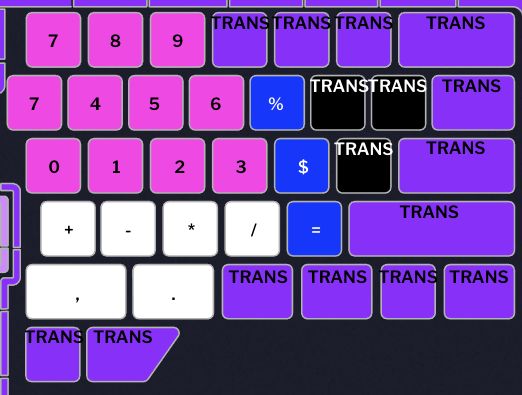 7 8 9 TRANS TRANS TRANS TRANS
7 4 5 6 % TRANS TRANS TRANS
0 1 2 3 $ TRANS TRANS
+ - * / = TRANS
, . TRANS TRANS TRANS TRANS
TRANS TRANS